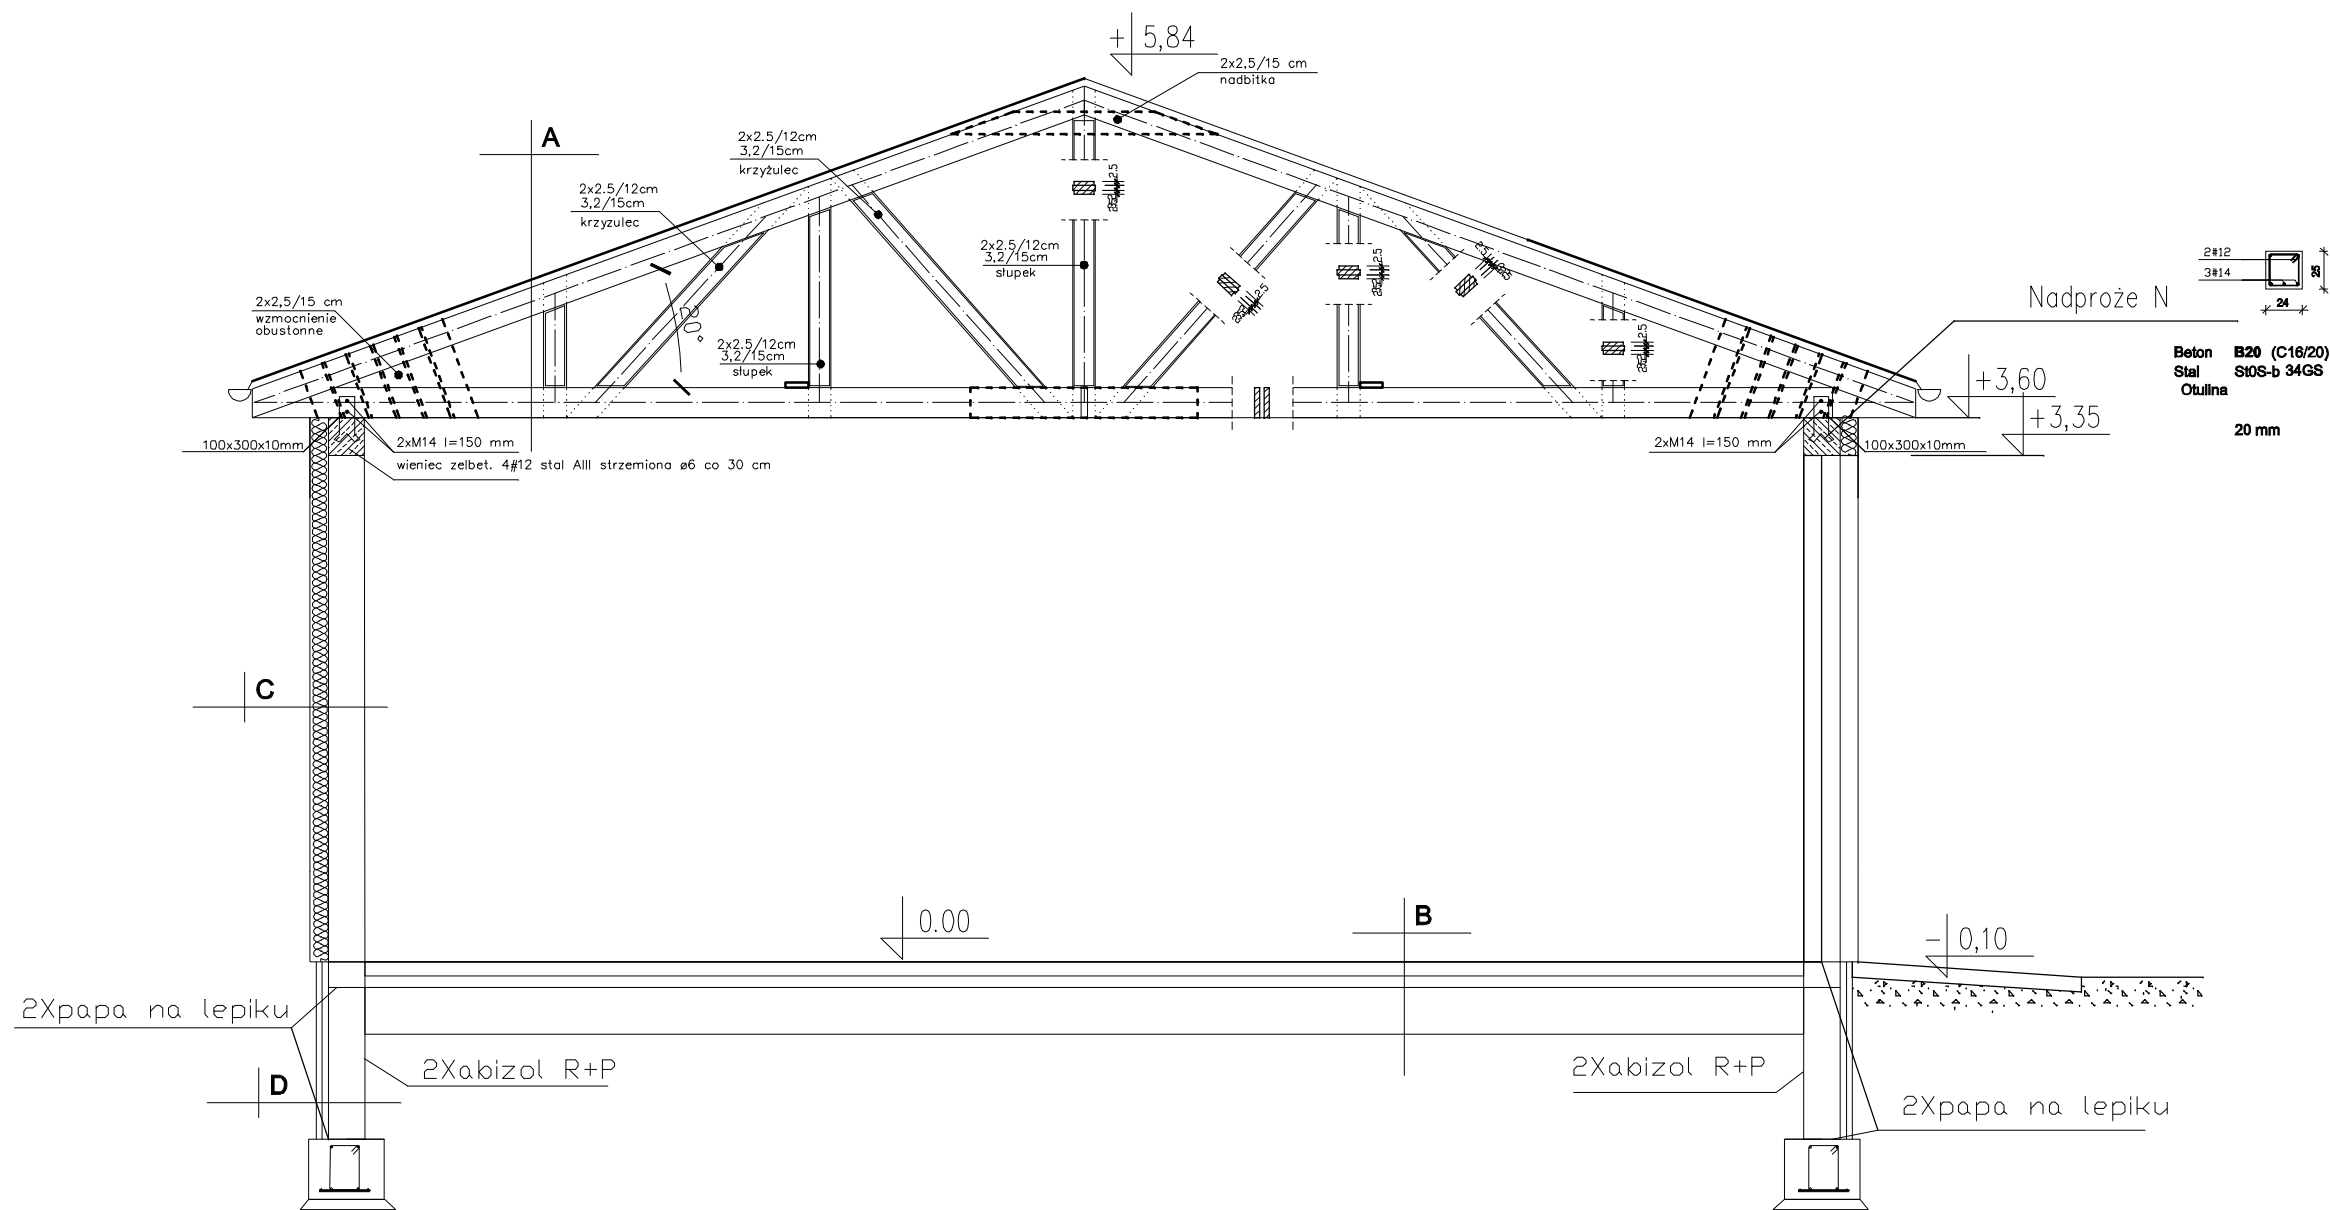 + 5,84
2x2,5/15 cm
nadbitka
A
2x2.5/12cm
3,2/15cm
krzyżulec
2x2.5/12cm
3,2/15cm
krzyzulec
2x2.5/12cm
3,2/15cm
słupek
2x2,5/15 cm
wzmocnienie
obustonne
20.
2x2.5/12cm
3,2/15cm
słupek
2#12
3#14
25
24
Nadproże N
Beton B20 (C16/20)
Stal St0S-b 34GS
Otulina
20 mm
+3,60
+3,35
100x300x10mm
2xM14 l=150 mm
wieniec zelbet. 4#12 stal AIII strzemiona ø6 co 30 cm
2xM14 l=150 mm
100x300x10mm
C
0.00
B
- 0,10
2Xpapa na lepiku
2Xabizol R+P
2Xabizol R+P
D
2Xpapa na lepiku